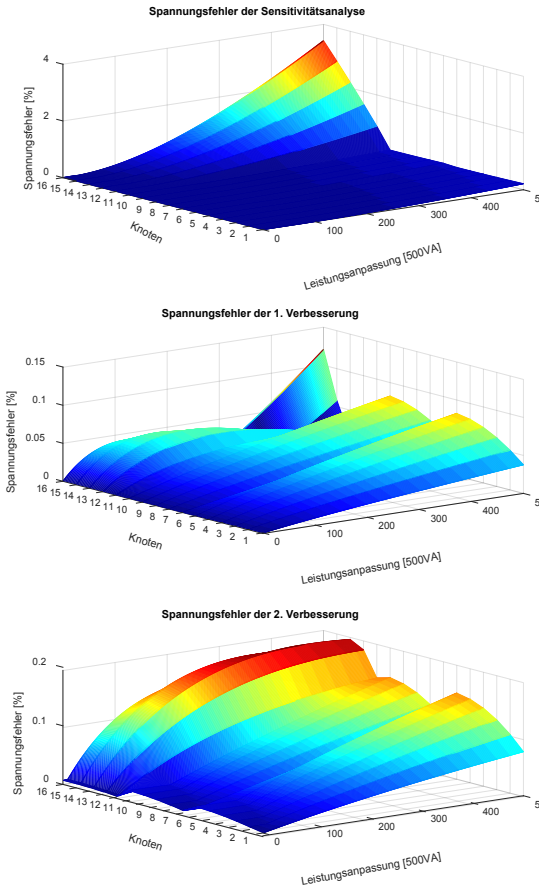 Spannungsfehler der Sensitivitätsanalyse
4
2
0
Spannungsfehler [%]
16 15 14 13 12 11 10 9 8 7 6 5 4 3 2 1
Knoten
0 100 200 300 400 5
Leistungsanpassung [500VA]
Spannungsfehler der 1. Verbesserung
0.15
0.1
0.05
0
Spannungsfehler [%]
16 15 14 13 12 11 10 9 8 7 6 5 4 3 2 1
Knoten
0 100 200 300 400 5
Leistungsanpassung [500VA]
Spannungsfehler der 2. Verbesserung
0.2
0.1
0
Spannungsfehler [%]
16 15 14 13 12 11 10 9 8 7 6 5 4 3 2 1
Knoten
0 100 200 300 400 5
Leistungsanpassung [500VA]